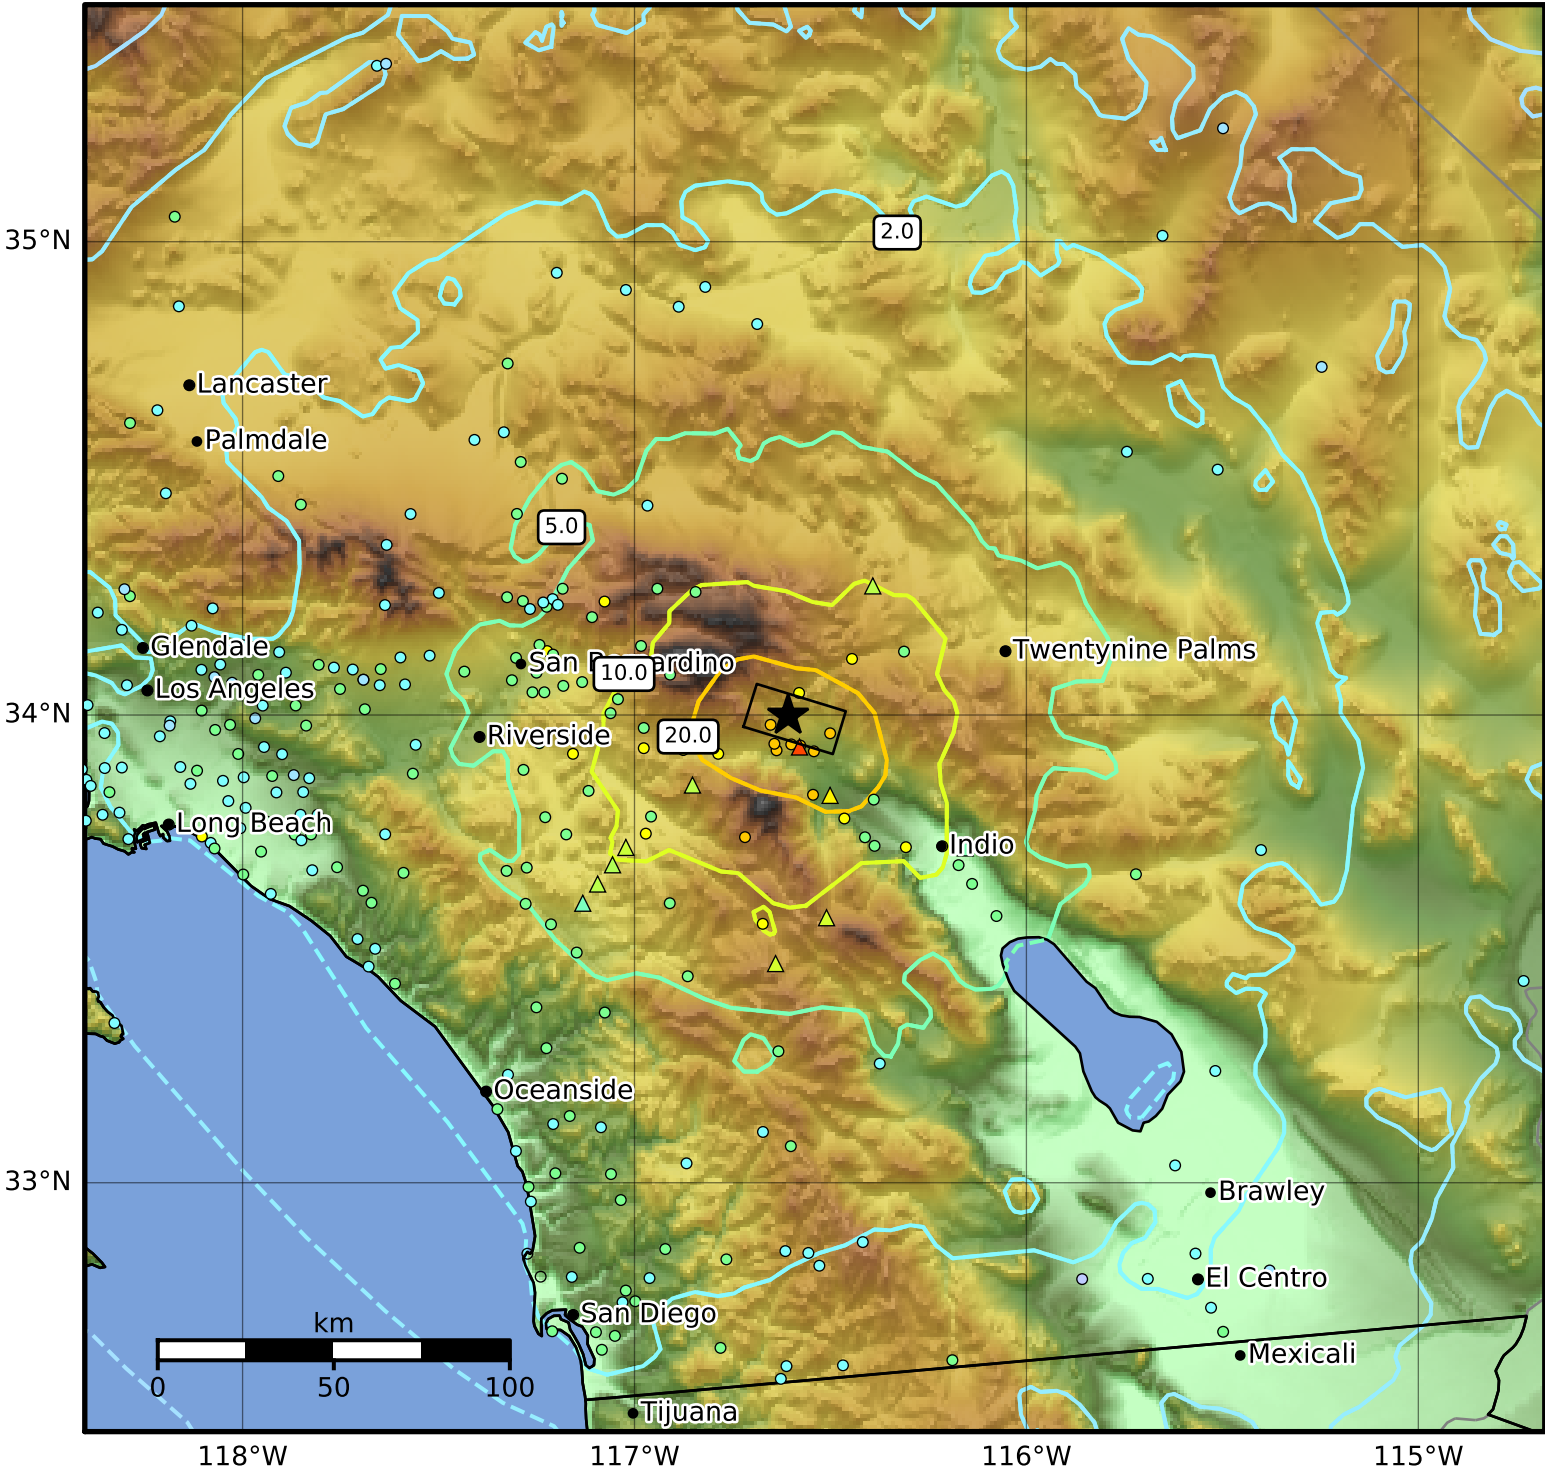 2.0
35°N
Lancaster
Palmdale
5.0
Glendale
San Bernardino
Twentynine Palms
10.0
Los Angeles
34°N
Riverside
20.0
Long Beach
Indio
Oceanside
33°N
Brawley
El Centro
San Diego
km
Mexicali
0 50 100
Tijuana
118°W 117°W 116°W 115°W